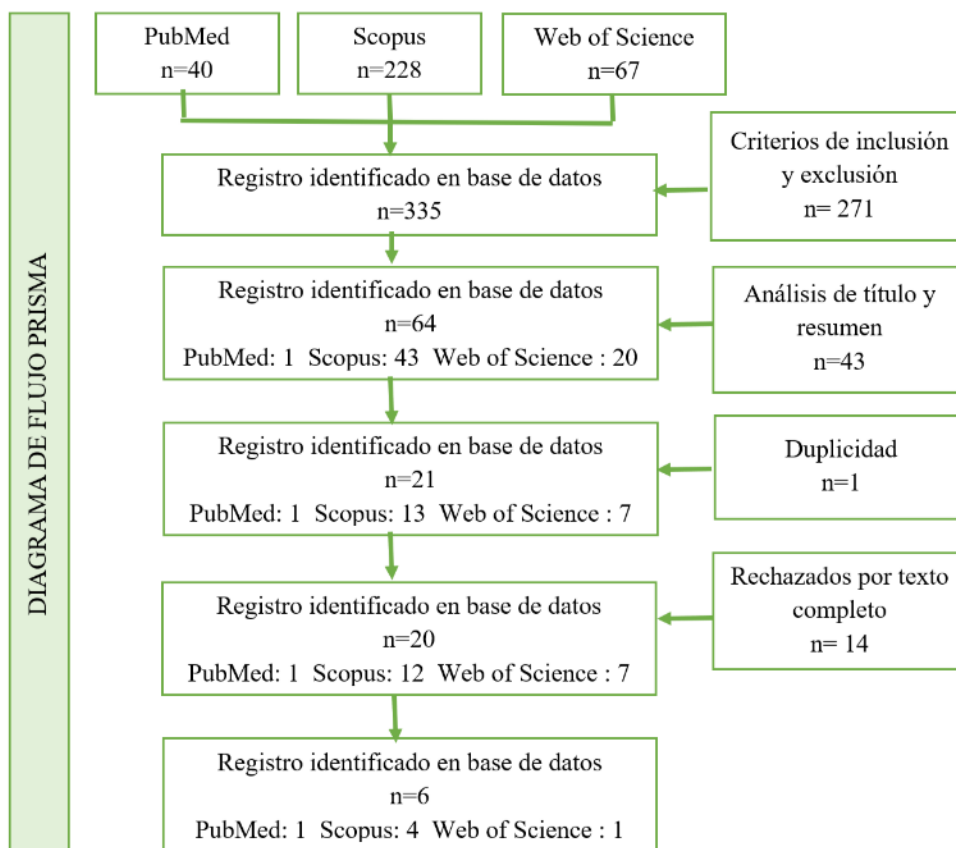 DIAGRAMA DE FLUJO PRISMA
PubMed
n=40
Scopus
n=228
Web of Science
n=67
Registro identificado en base de datos
n=335
Criterios de inclusión
y exclusión
n= 271
Registro identificado en base de datos
n=64
PubMed: 1 Scopus: 43 Web of Science : 20
Análisis de título y
resumen
n=43
Registro identificado en base de datos
n=21
PubMed: 1 Scopus: 13 Web of Science : 7
Duplicidad
n=1
Registro identificado en base de datos
n=20
PubMed: 1 Scopus: 12 Web of Science : 7
Rechazados por texto
completo
n= 14
Registro identificado en base de datos
n=6
PubMed: 1 Scopus: 4 Web of Science : 1